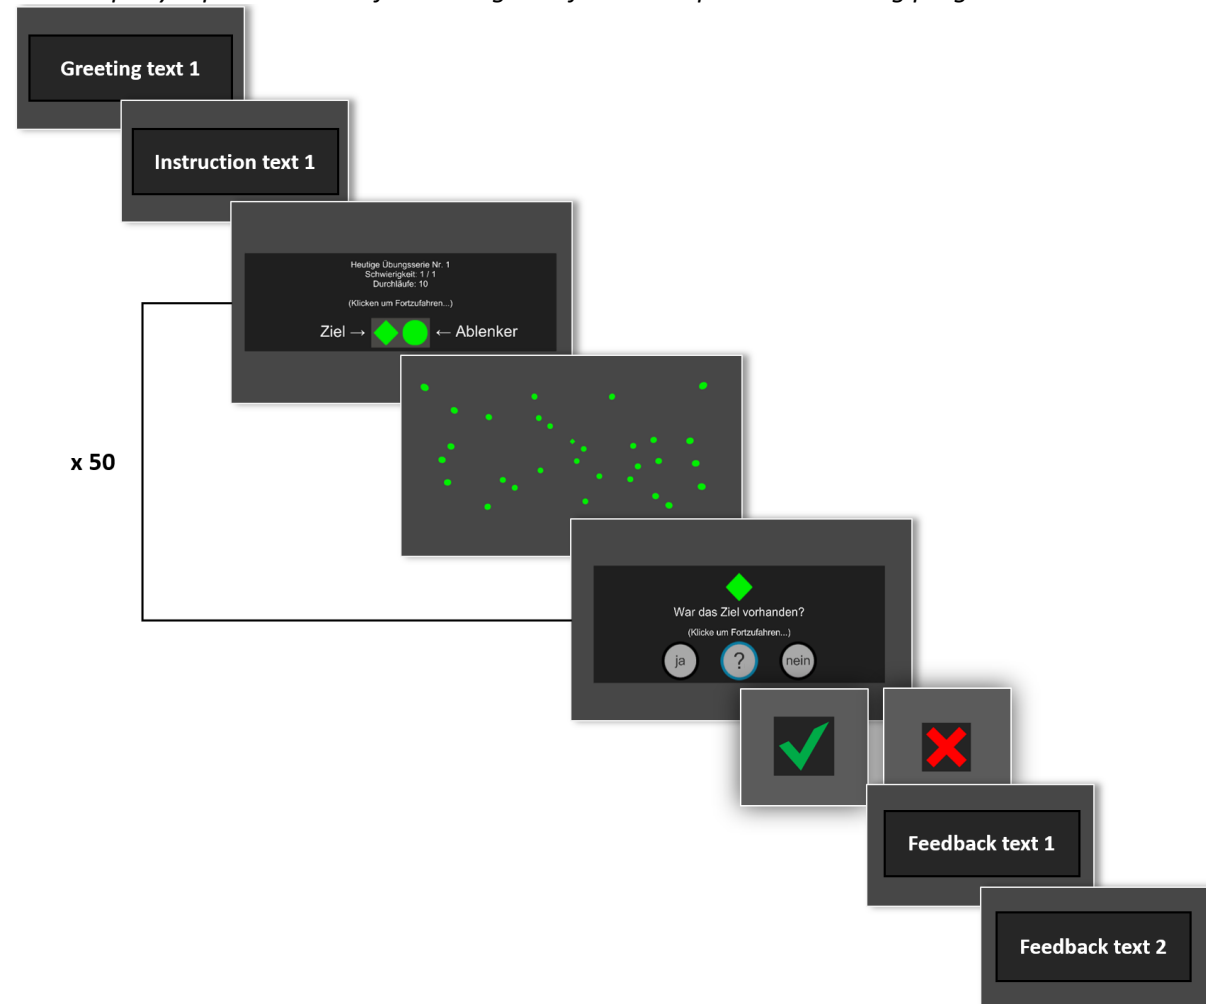 Greeting text 1
Instruction text 1
Heutige Übungsserie Nr. 1
Schwierigkeit: 1 / 1
Durchläufe: 10
(Klicken um Fortzufahren...)
Ziel → ← Ablenker
x 50
War das Ziel vorhanden?
(Klicke um Fortzufahren...)
ja ? nein
Feedback text 1
Feedback text 2